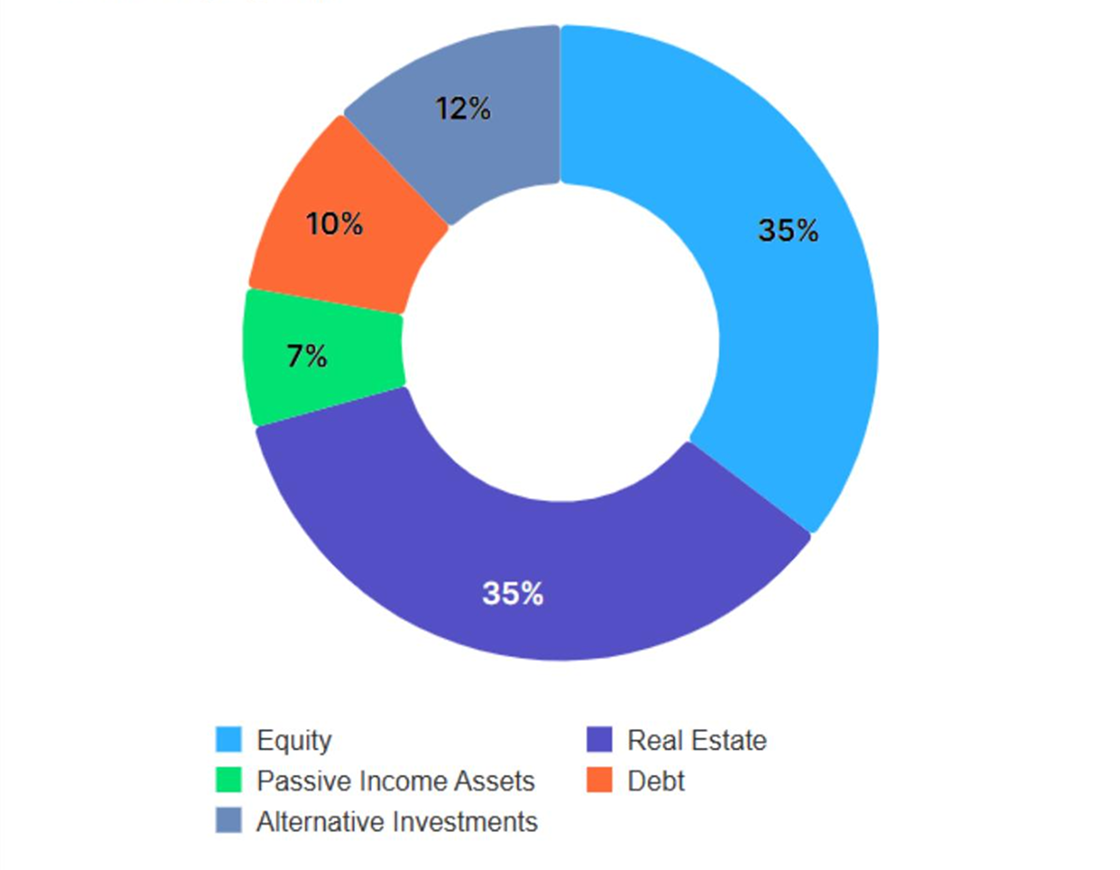 12%
35%
10%
7%
35%
Equity
Real Estate
Passive Income Assets
Debt
Alternative Investments